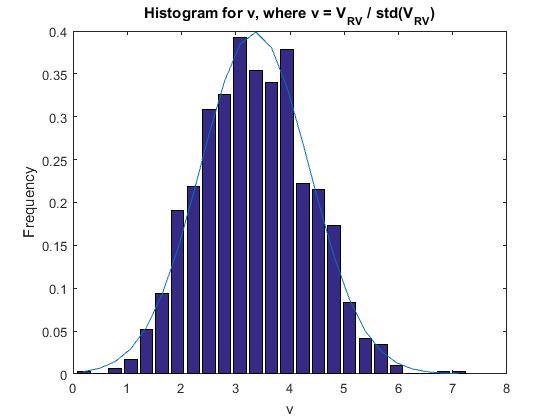 Histogram for v, where v = V_RV / std(V_RV)
0.4
0.35
0.3
0.25
0.2
0.15
0.1
0.05
0
Frequency
0 1 2 3 4 5 6 7 8
v